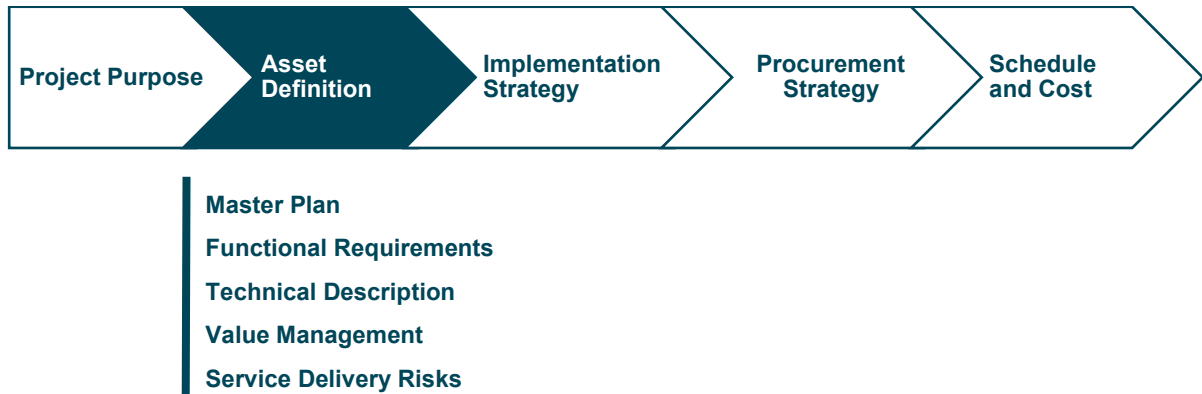 Project Purpose
Asset
Definition
Implementation
Strategy
Procurement
Strategy
Schedule
and Cost
Master Plan
Functional Requirements
Technical Description
Value Management
Service Delivery Risks